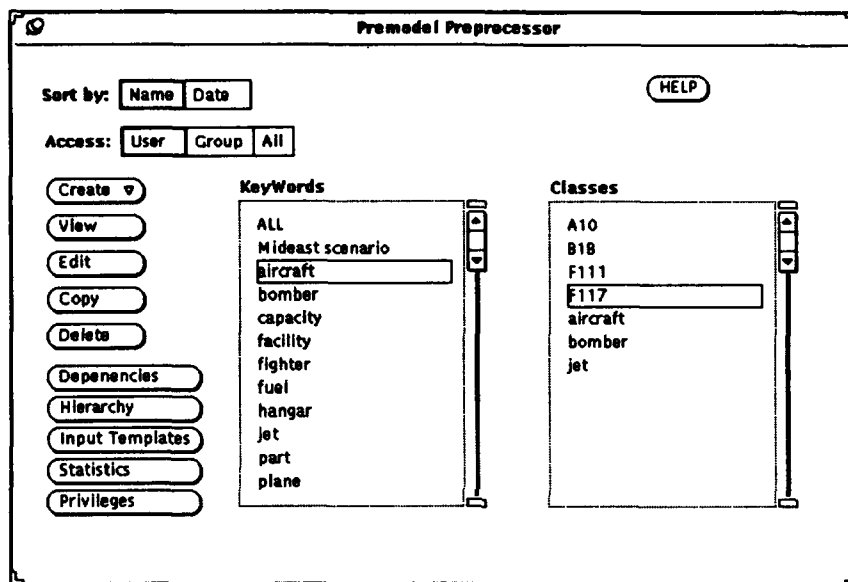 Premodel Preprocessor
Sort by: Name Date
HELP
Access: User Group All
Create
View
Edit
Copy
Delete
Depenencies
Hierarchy
Input Templates
Statistics
Privileges
KeyWords
ALL
Mideast scenario
aircraft
bomber
capacity
facility
fighter
fuel
hangar
jet
part
plane
Classes
A10
B1B
F111
F117
aircraft
bomber
jet